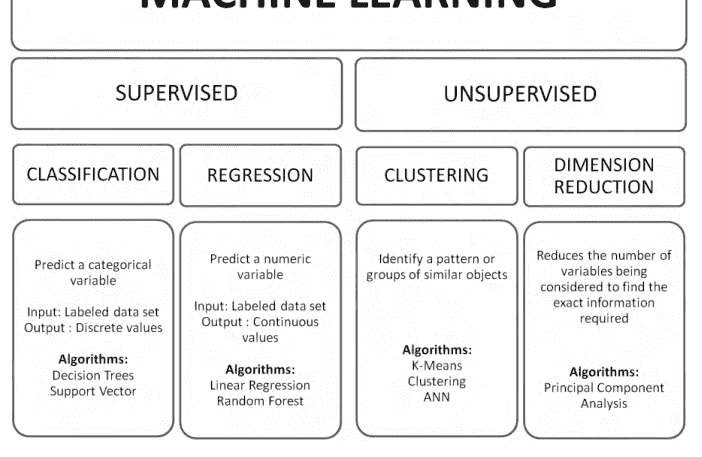 MACHINE LEARNING
SUPERVISED
UNSUPERVISED
CLASSIFICATION
REGRESSION
CLUSTERING
DIMENSION
REDUCTION
Predict a categorical
variable
Input: Labeled data set
Output : Discrete values
Algorithms:
Decision Trees
Support Vector
Predict a numeric
variable
Input: Labeled data set
Output : Continuous
values
Algorithms:
Linear Regression
Random Forest
Identify a pattern or
groups of similar objects
Algorithms:
K-Means
Clustering
ANN
Reduces the number of
variables being
considered to find the
exact information
required
Algorithms:
Principal Component
Analysis